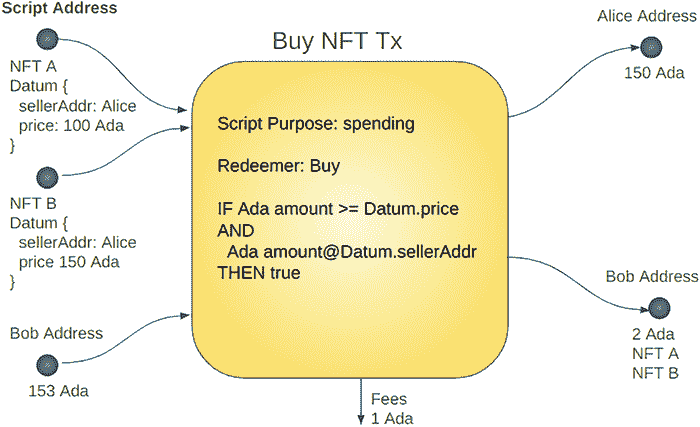 Script Address
Buy NFT Tx
Alice Address
150 Ada
NFT A
Datum {
sellerAddr: Alice
price: 100 Ada
}
NFT B
Datum {
sellerAddr: Alice
price 150 Ada
}
Bob Address
153 Ada
Script Purpose: spending
Redeemer: Buy
IF Ada amount >= Datum.price
AND
Ada amount@Datum.sellerAddr
THEN true
Bob Address
2 Ada
NFT A
NFT B
Fees
1 Ada